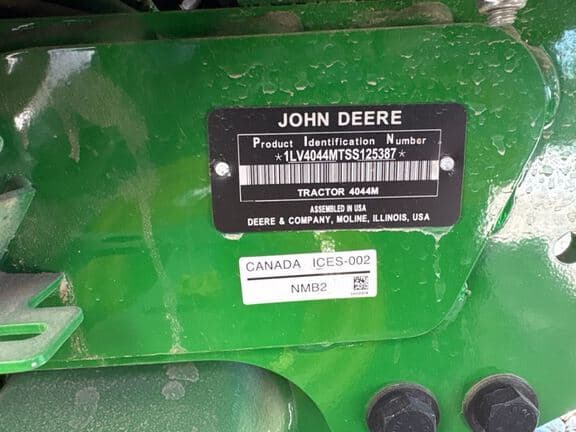 JOHN DEERE
Product Identification Number
*1LV4044MTSS125387*
TRACTOR 4044M
ASSEMBLED IN USA
DEERE & COMPANY, MOLINE, ILLINOIS, USA
CANADA ICES-002
NMB2